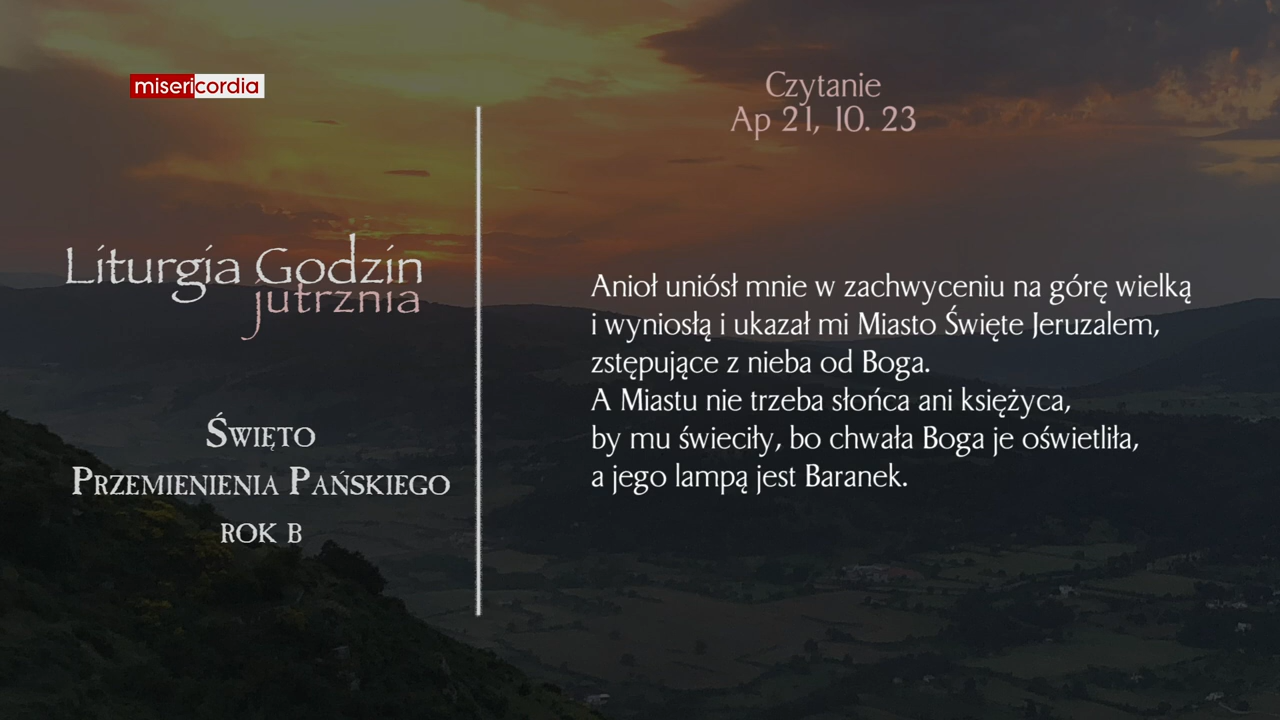 misericordia
Liturgia Godzin
jutrznia
Święto
Przemienienia Pańskiego
rok B
Czytanie
Ap 21, 10. 23
Anioł uniósł mnie w zachwyceniu na górę wielką
i wyniosłą i ukazał mi Miasto Święte Jeruzalem,
zstępujące z nieba od Boga.
A Miastu nie trzeba słońca ani księżyca,
by mu świeciły, bo chwała Boga je oświetliła,
a jego lampą jest Baranek.